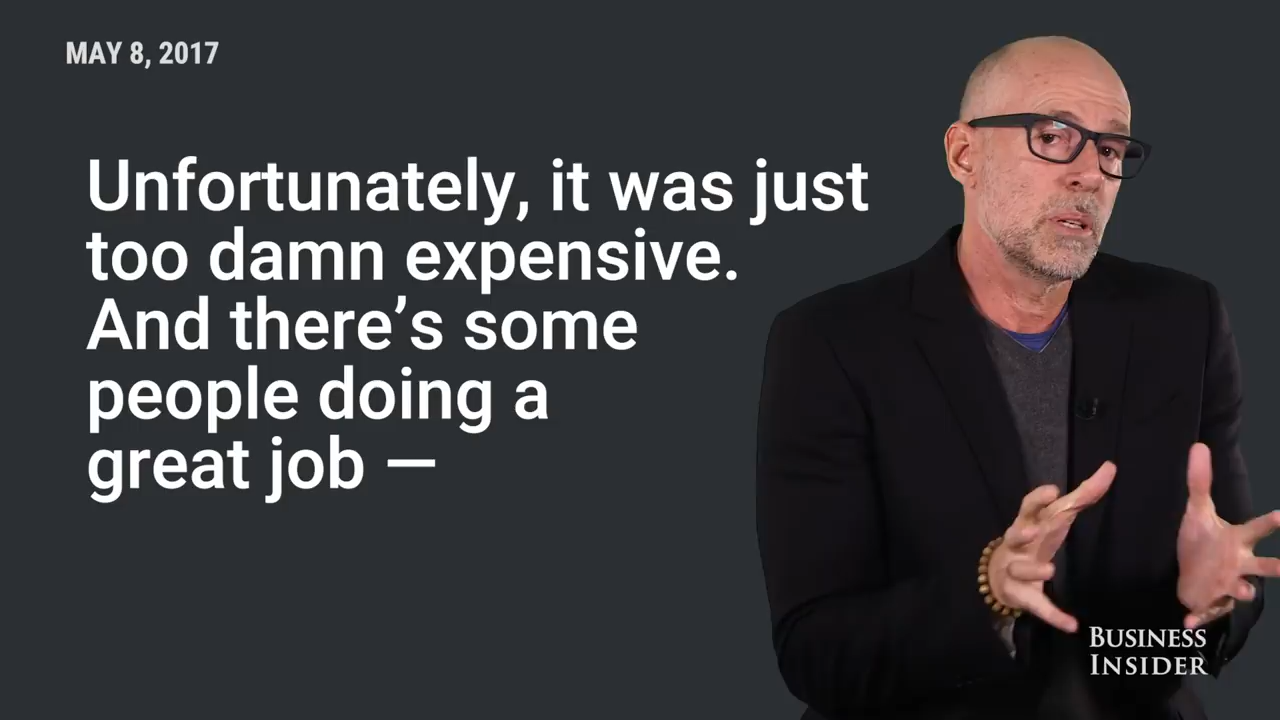 MAY 8, 2017
Unfortunately, it was just
too damn expensive.
And there’s some
people doing a
great job —
BUSINESS
INSIDER